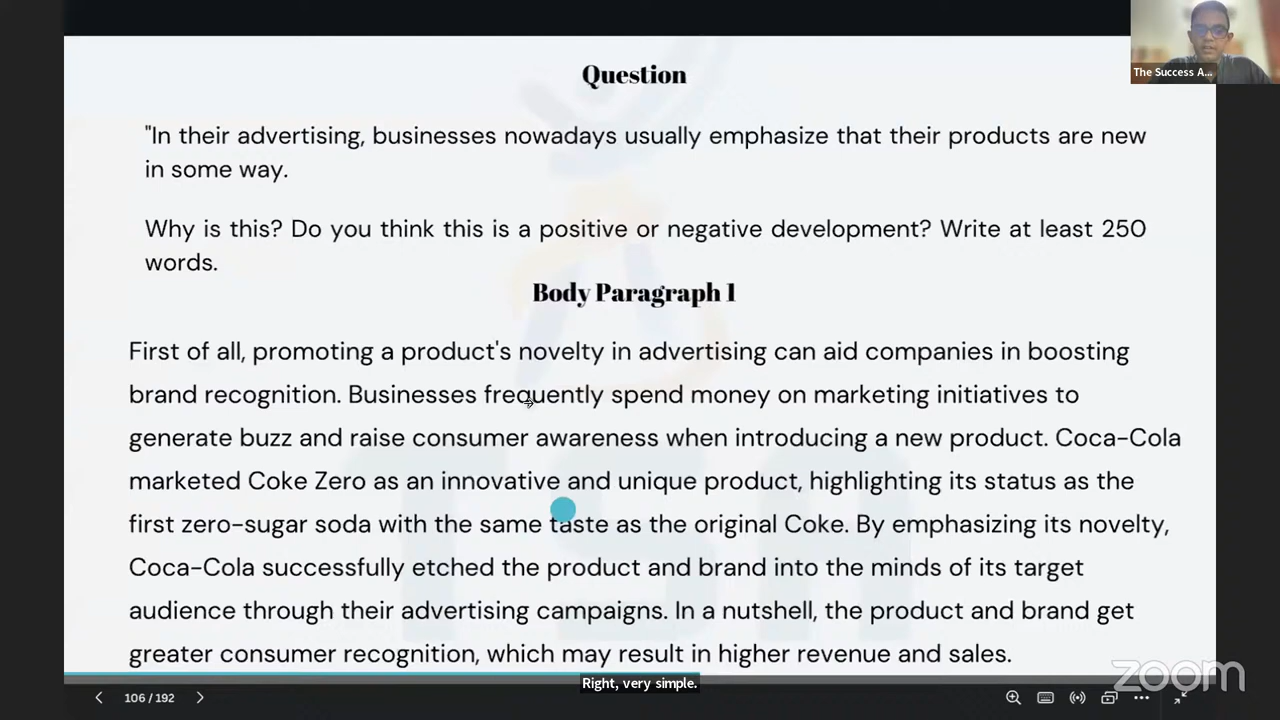 The Success A...
Question
"In their advertising, businesses nowadays usually emphasize that their products are new
in some way.
Why is this? Do you think this is a positive or negative development? Write at least 250
words.
Body Paragraph 1
First of all, promoting a product's novelty in advertising can aid companies in boosting
brand recognition. Businesses frequently spend money on marketing initiatives to
generate buzz and raise consumer awareness when introducing a new product. Coca-Cola
marketed Coke Zero as an innovative and unique product, highlighting its status as the
first zero-sugar soda with the same taste as the original Coke. By emphasizing its novelty,
Coca-Cola successfully etched the product and brand into the minds of its target
audience through their advertising campaigns. In a nutshell, the product and brand get
greater consumer recognition, which may result in higher revenue and sales.
Right, very simple.
106 / 192
zoom